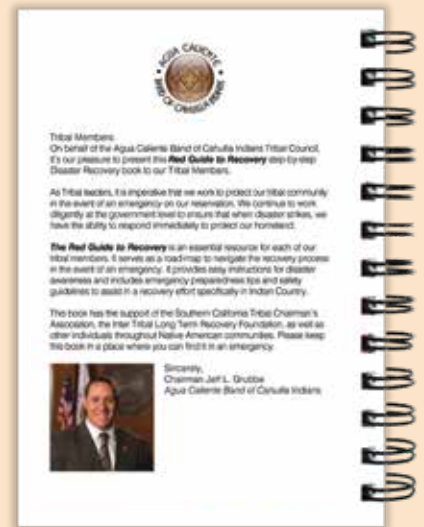 AGUA CALIENTE
BAND OF CAHUILLA INDIANS
Tribal Members:
On behalf of the Agua Caliente Band of Cahuilla Indians Tribal Council,
it's our pleasure to present this Red Guide to Recovery step-by-step
Disaster Recovery book to our Tribal Members.
As Tribal leaders, it is imperative that we work to protect our tribal community
in the event of an emergency on our reservation. We continue to work
diligently at the government level to ensure that when disaster strikes, we
have the ability to respond immediately to protect our homeland.
The Red Guide to Recovery is an essential resource for each of our
tribal members. It serves as a roadmap to navigate the recovery process
in the event of an emergency. It provides easy instructions for disaster
awareness and includes emergency preparedness tips and safety
guidelines to assist in a recovery effort specifically in Indian Country.
This book has the support of the Southern California Tribal Chairman's
Association, the Inter Tribal Long Term Recovery Foundation, as well as
other individuals throughout Native American communities. Please keep
this book in a place where you can find it in an emergency.
Sincerely,
Chairman Jeff L. Grubbe
Agua Caliente Band of Cahuilla Indians